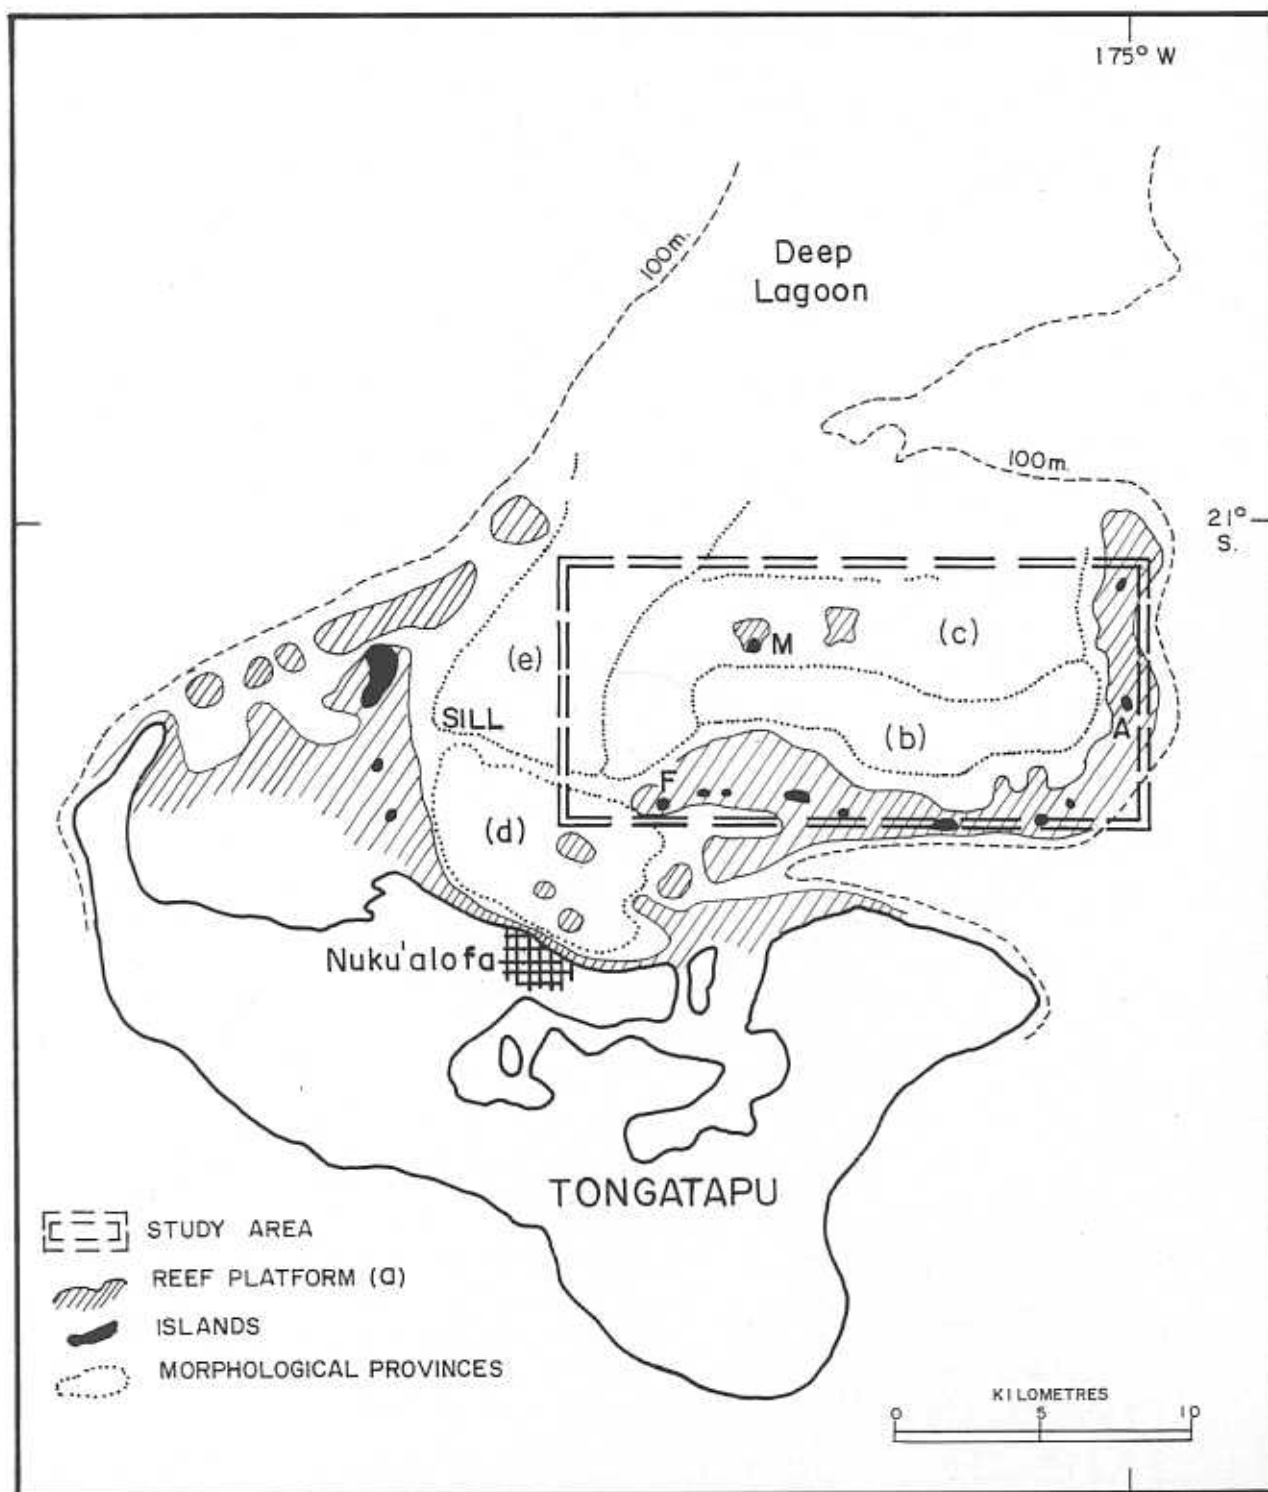 175° W
100m.
Deep
Lagoon
100m.
21°
S.
(c)
M
(e)
SILL
(b)
A
F
(d)
Nuku'alofa
TONGATAPU
STUDY AREA
REEF PLATFORM (a)
ISLANDS
MORPHOLOGICAL PROVINCES
KILOMETRES
0 5 10